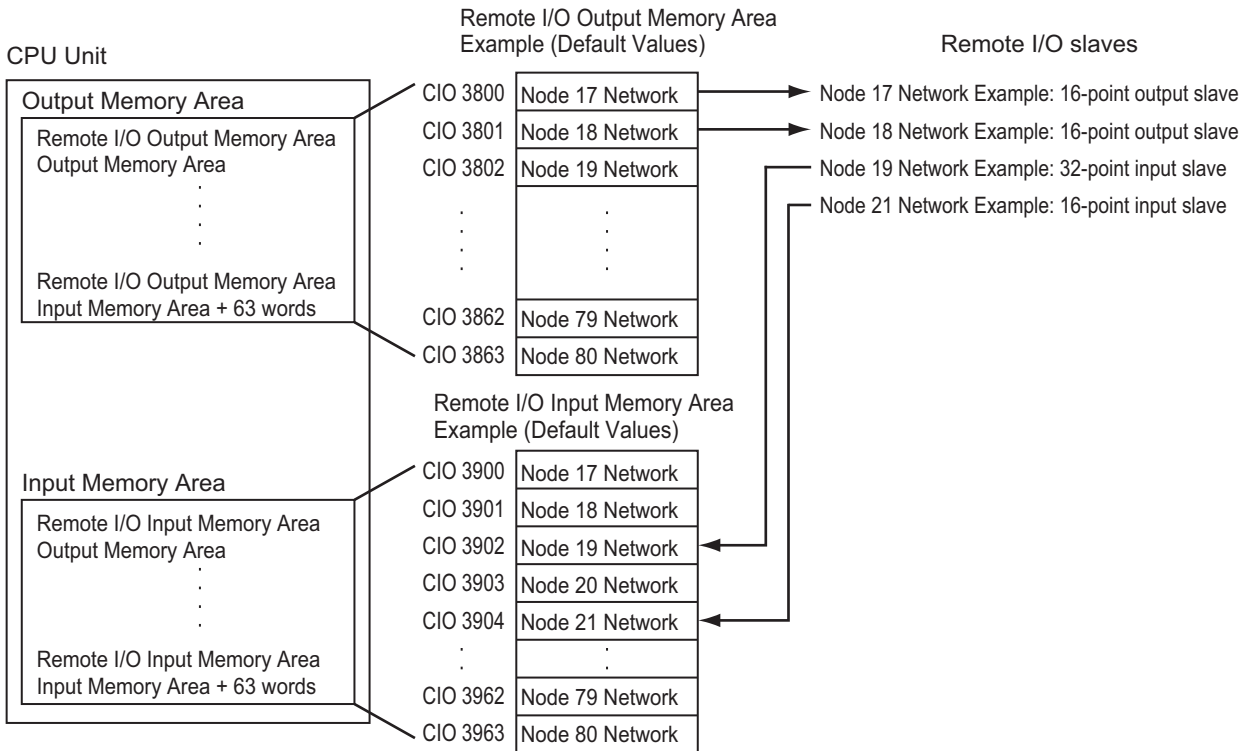 Remote I/O Output Memory Area
Example (Default Values)
Remote I/O slaves
CPU Unit
Output Memory Area
Remote I/O Output Memory Area
Output Memory Area
Remote I/O Output Memory Area
Input Memory Area + 63 words
CIO 3800 Node 17 Network
CIO 3801 Node 18 Network
CIO 3802 Node 19 Network
CIO 3862 Node 79 Network
CIO 3863 Node 80 Network
Node 17 Network Example: 16-point output slave
Node 18 Network Example: 16-point output slave
Node 19 Network Example: 32-point input slave
Node 21 Network Example: 16-point input slave
Remote I/O Input Memory Area
Example (Default Values)
Input Memory Area
Remote I/O Input Memory Area
Output Memory Area
Remote I/O Input Memory Area
Input Memory Area + 63 words
CIO 3900 Node 17 Network
CIO 3901 Node 18 Network
CIO 3902 Node 19 Network
CIO 3903 Node 20 Network
CIO 3904 Node 21 Network
CIO 3962 Node 79 Network
CIO 3963 Node 80 Network